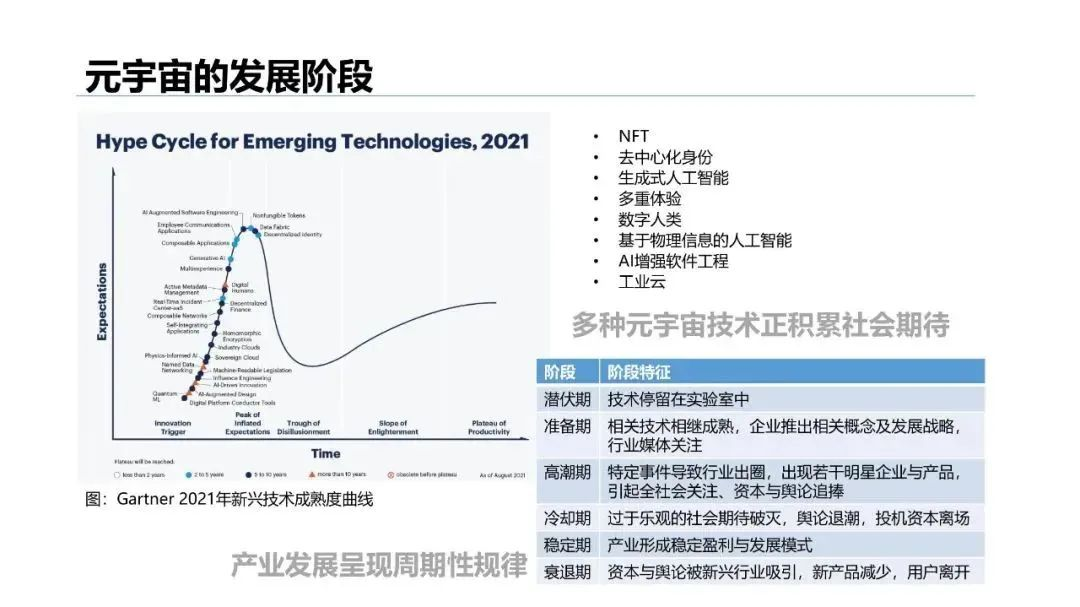 元宇宙的发展阶段
Hype Cycle for Emerging Technologies, 2021
Expectations
AI Augmented Software Engineering
Nonfungible Tokens
Employee Communications
Applications
Data Fabric
Decentralized Identity
Composable Applications
Generative AI
Multiexperience
Active Metadata
Management
Digital
Humans
Real-Time Incident
Center-aaS
Decentralized
Finance
Composable Networks
Self-Integrating
Applications
Homomorphic
Encryption
Industry Clouds
Physics-Informed AI
Sovereign Cloud
Named Data
Networking
Machine-Readable Legislation
Influence Engineering
AI-Driven Innovation
Quantum
ML
AI-Augmented Design
Digital Platform Conductor Tools
Innovation
Trigger
Peak of
Inflated
Expectations
Trough of
Disillusionment
Slope of
Enlightenment
Plateau of
Productivity
Time
Plateau will be reached:
less than 2 years
2 to 5 years
5 to 10 years
more than 10 years
obsolete before plateau
As of August 2021
图：Gartner 2021年新兴技术成熟度曲线
产业发展呈现周期性规律
• NFT
• 去中心化身份
• 生成式人工智能
• 多重体验
• 数字人类
• 基于物理信息的人工智能
• AI增强软件工程
• 工业云
多种元宇宙技术正积累社会期待
阶段 阶段特征
潜伏期 技术停留在实验室中
准备期 相关技术相继成熟，企业推出相关概念及发展战略，
行业媒体关注
高潮期 特定事件导致行业出圈，出现若干明星企业与产品，
引起全社会关注、资本与舆论追捧
冷却期 过于乐观的社会期待破灭，舆论退潮，投机资本离场
稳定期 产业形成稳定盈利与发展模式
衰退期 资本与舆论被新兴行业吸引，新产品减少，用户离开